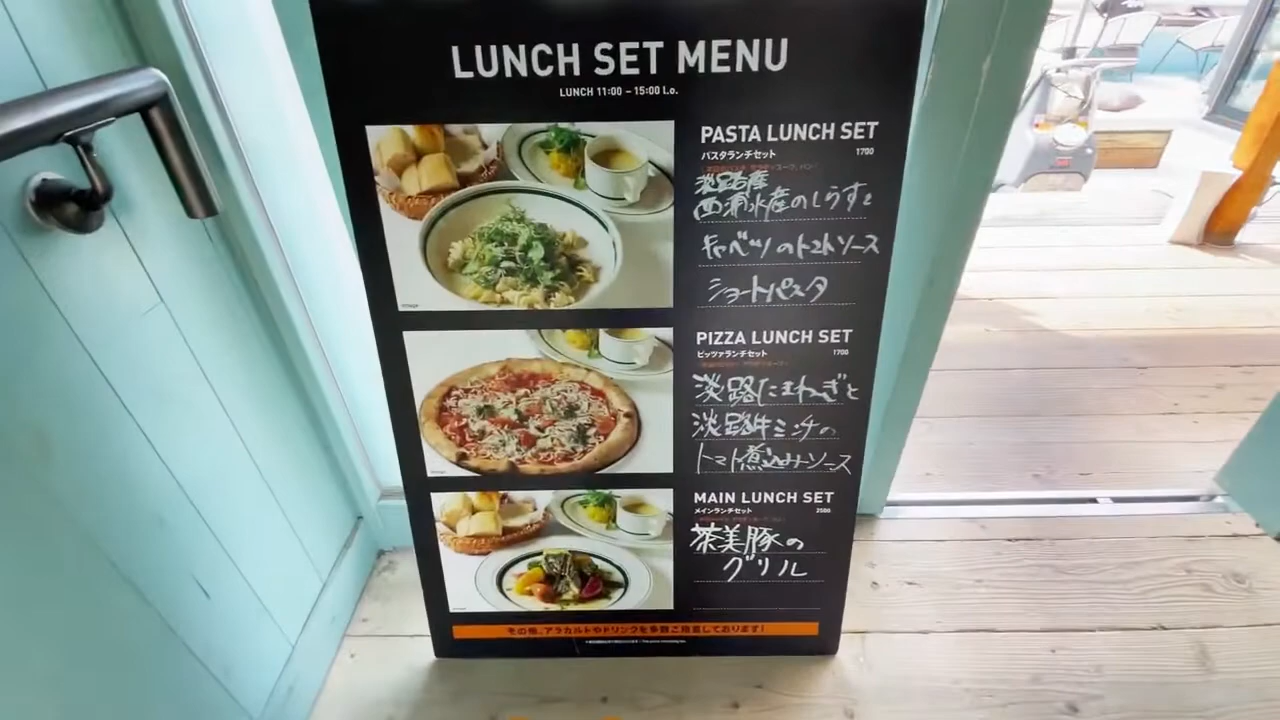 LUNCH SET MENU
LUNCH 11:00 – 15:00 l.o.
PASTA LUNCH SET
パスタランチセット 1700
西浦水産のしらすと
キャベツのトマトソース
ショートパスタ
PIZZA LUNCH SET
ピッツァランチセット 1700
淡路たまねぎと
淡路牛ミンチの
トマト煮込みソース
MAIN LUNCH SET
メインランチセット 2500
茶美豚の
グリル
その他、アラカルトやドリンクを多数ご用意しております!